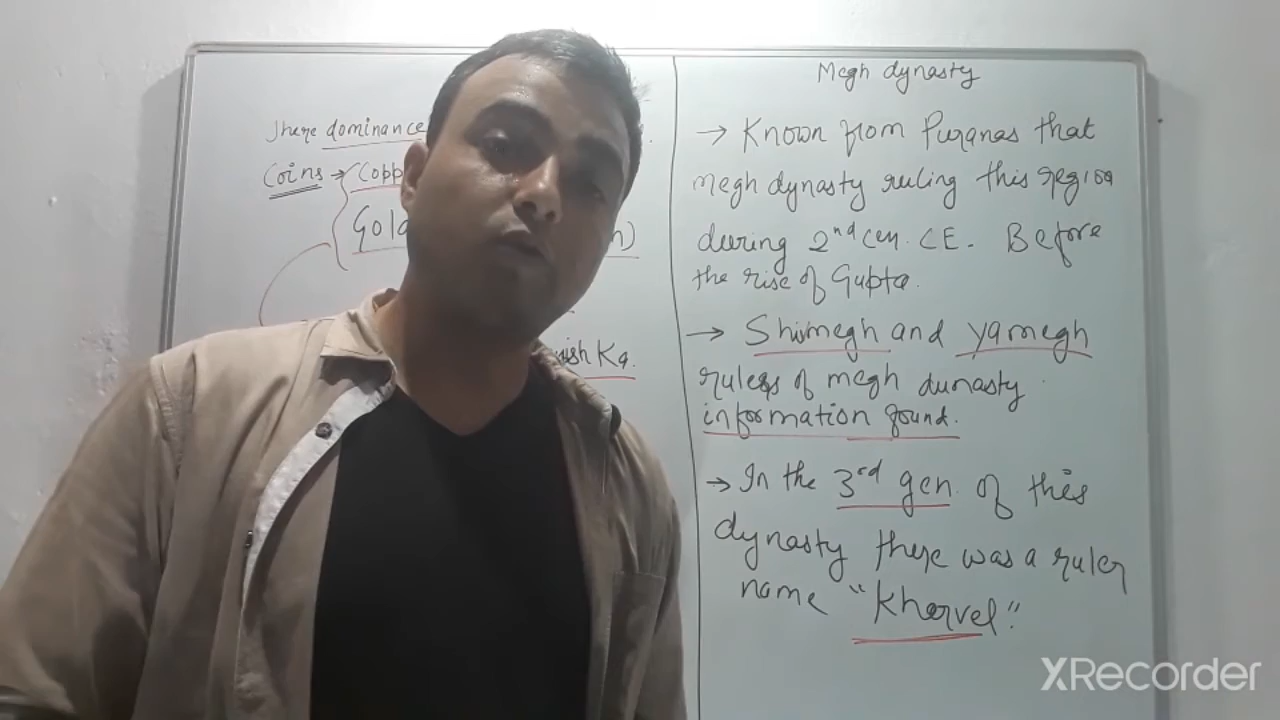 There dominance
Coins → Copp
Gold
nishka.
Megh dynasty
→ Known from Puranas that
megh dynasty ruling this region
during 2nd cen. CE. Before
the rise of Gupta.
→ Shivmegh and yamegh
rulers of megh dunasty
information found.
→ In the 3rd gen. of this
dynasty there was a ruler
name "Kharvel".
XRecorder